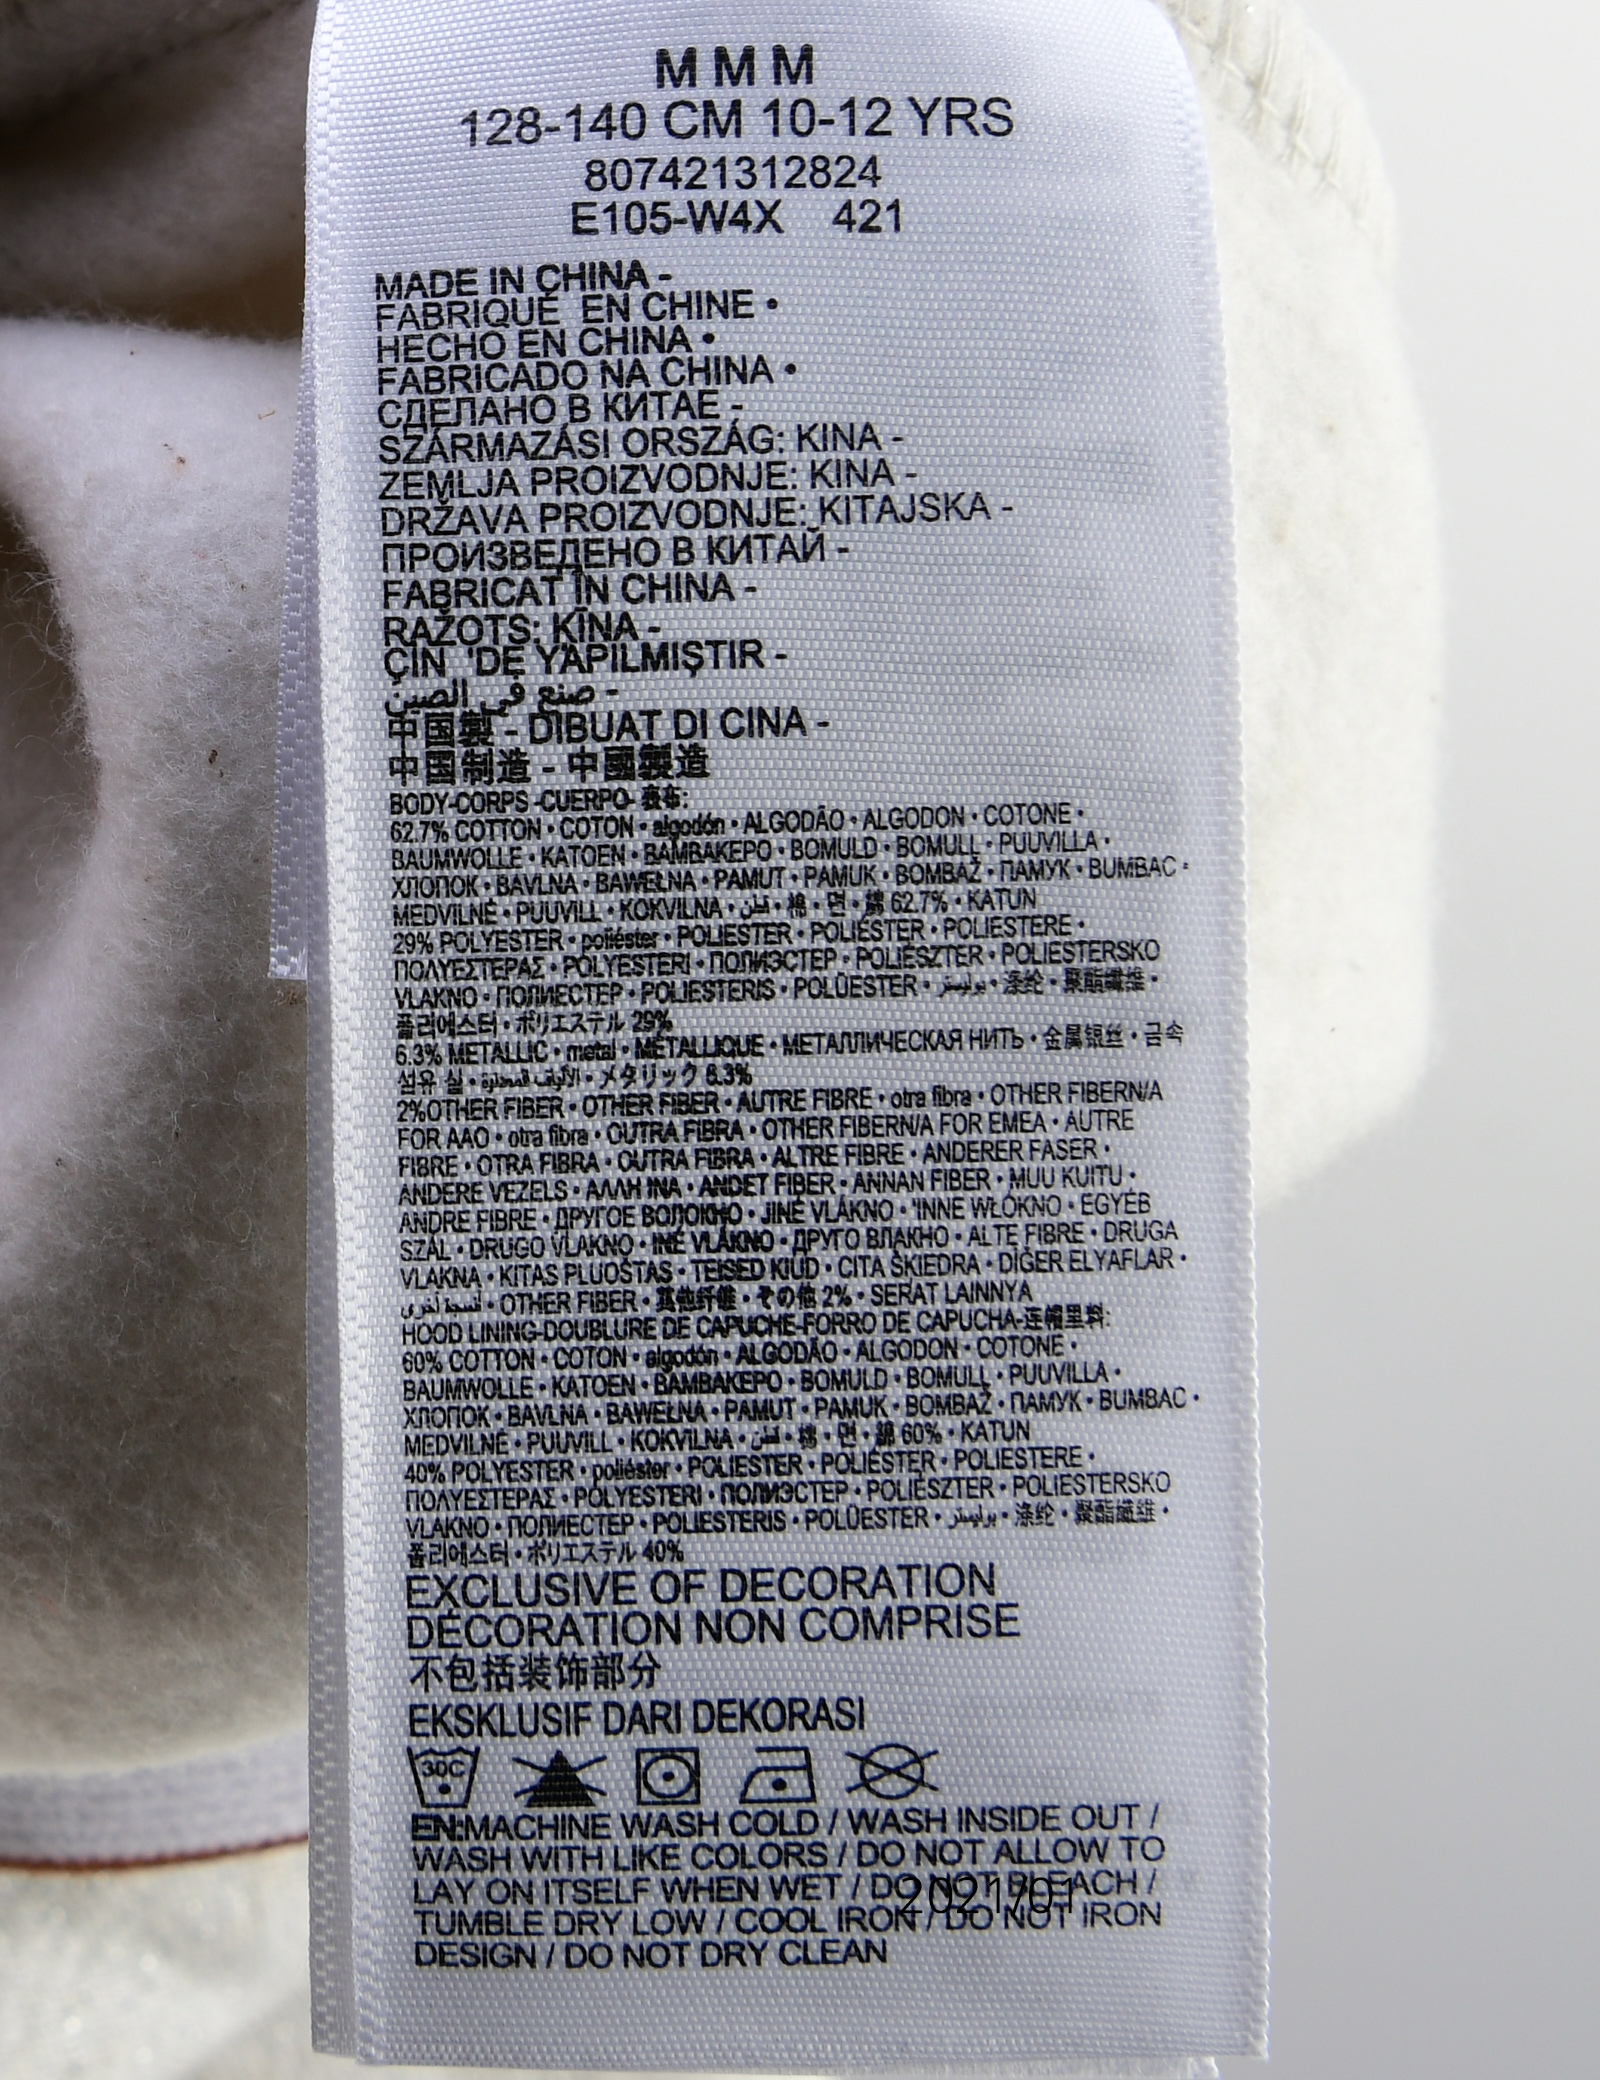 M M M
128-140 CM 10-12 YRS
807421312824
E105-W4X 421
MADE IN CHINA -
FABRIQUÉ EN CHINE •
HECHO EN CHINA •
FABRICADO NA CHINA •
СДЕЛАНО В КИТАЕ -
SZÁRMAZÁSI ORSZÁG: KINA -
ZEMLJA PROIZVODNJE: KINA -
DRŽAVA PROIZVODNJE: KITAJSKA -
ПРОИЗВЕДЕНО В КИТАЙ -
FABRICAT ÎN CHINA -
RAŽOTS: ĶĪNA -
ÇIN 'DE YAPILMIŞTIR -
صنع في الصين -
中国製 - DIBUAT DI CINA -
中国制造 - 中國製造
BODY-CORPS -CUERPO- 表布:
62.7% COTTON • COTON • algodón • ALGODÃO • ALGODON • COTONE •
BAUMWOLLE • KATOEN • ΒΑΜΒΑΚΕΡΟ • BOMULD • BOMULL • PUUVILLA •
ХЛОПОК • BAVLNA • BAWEŁNA • PAMUT • PAMUK • BOMBAŽ • ПАМУК • BUMBAC •
MEDVILNĖ • PUUVILL • KOKVILNA • قطن • 棉 • 면 • 綿 62.7% • KATUN
29% POLYESTER • poliéster • POLIESTER • POLIÉSTER • POLIESTERE •
ΠΟΛΥΕΣΤΕΡΑΣ • POLYESTERI • ПОЛИЭСТЕР • POLIÉSZTER • POLIESTERSKO
VLAKNO • ПОЛИЕСТЕР • POLIESTERIS • POLÜESTER • بوليستر • 涤纶 • 聚酯纖維 •
폴리에스터 • ポリエステル 29%
6.3% METALLIC • metal • MÉTALLIQUE • МЕТАЛЛИЧЕСКАЯ НИТЬ • 金属银丝 • 금속
섬유 실 • الألياف المعدنية • メタリック 6.3%
2%OTHER FIBER • OTHER FIBER • AUTRE FIBRE • otra fibra • OTHER FIBERN/A
FOR AAO • otra fibra • OUTRA FIBRA • OTHER FIBERN/A FOR EMEA • AUTRE
FIBRE • OTRA FIBRA • OUTRA FIBRA • ALTRE FIBRE • ANDERER FASER •
ANDERE VEZELS • ΑΛΛΗ ΙΝΑ • ANDET FIBER • ANNAN FIBER • MUU KUITU •
ANDRE FIBRE • ДРУГОЕ ВОЛОКНО • JINÉ VLÁKNO • 'INNE WŁÓKNO • EGYÉB
SZÁL • DRUGO VLAKNO • INÉ VLÁKNO • ДРУГО ВЛАКНО • ALTE FIBRE • DRUGA
VLAKNA • KITAS PLUOŠTAS • TEISED KIUD • CITA ŠĶIEDRA • DİĞER ELYAFLAR •
أنسجة أخرى • OTHER FIBER • 其他纤维 • その他 2% • SERAT LAINNYA
HOOD LINING-DOUBLURE DE CAPUCHE-FORRO DE CAPUCHA-连帽里料:
60% COTTON • COTON • algodón • ALGODÃO • ALGODON • COTONE •
BAUMWOLLE • KATOEN • ΒΑΜΒΑΚΕΡΟ • BOMULD • BOMULL • PUUVILLA •
ХЛОПОК • BAVLNA • BAWEŁNA • PAMUT • PAMUK • BOMBAŽ • ПАМУК • BUMBAC •
MEDVILNĖ • PUUVILL • KOKVILNA • قطن • 棉 • 면 • 綿 60% • KATUN
40% POLYESTER • poliéster • POLIESTER • POLIÉSTER • POLIESTERE •
ΠΟΛΥΕΣΤΕΡΑΣ • POLYESTERI • ПОЛИЭСТЕР • POLIÉSZTER • POLIESTERSKO
VLAKNO • ПОЛИЕСТЕР • POLIESTERIS • POLÜESTER • بوليستر • 涤纶 • 聚酯纖維 •
폴리에스터 • ポリエステル 40%
EXCLUSIVE OF DECORATION
DÉCORATION NON COMPRISE
不包括装饰部分
EKSKLUSIF DARI DEKORASI
30C
EN:MACHINE WASH COLD / WASH INSIDE OUT /
WASH WITH LIKE COLORS / DO NOT ALLOW TO
LAY ON ITSELF WHEN WET / DO NOT BLEACH /
2021/01
TUMBLE DRY LOW / COOL IRON / DO NOT IRON
DESIGN / DO NOT DRY CLEAN